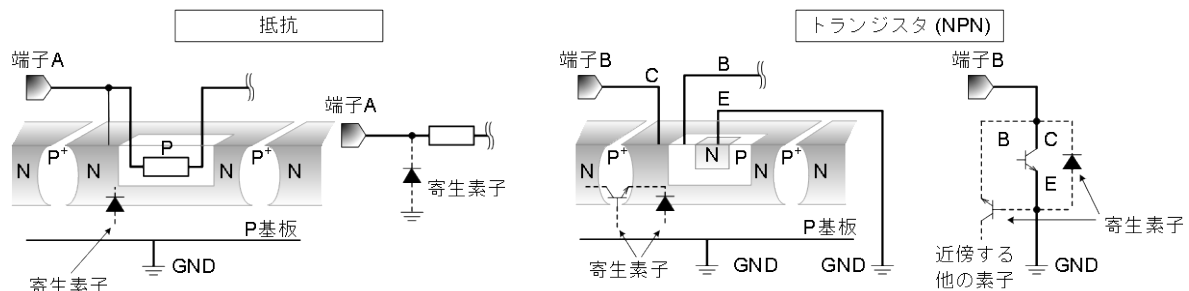 抵抗
端子A
N
P+
N
P
N
P+
N
P基板
寄生素子
GND
端子A
寄生素子
トランジスタ (NPN)
端子B
C
B
E
N
P+
N
N
P
N
P+
N
P基板
寄生素子
GND
GND
端子B
B
C
E
寄生素子
近傍する
他の素子
GND